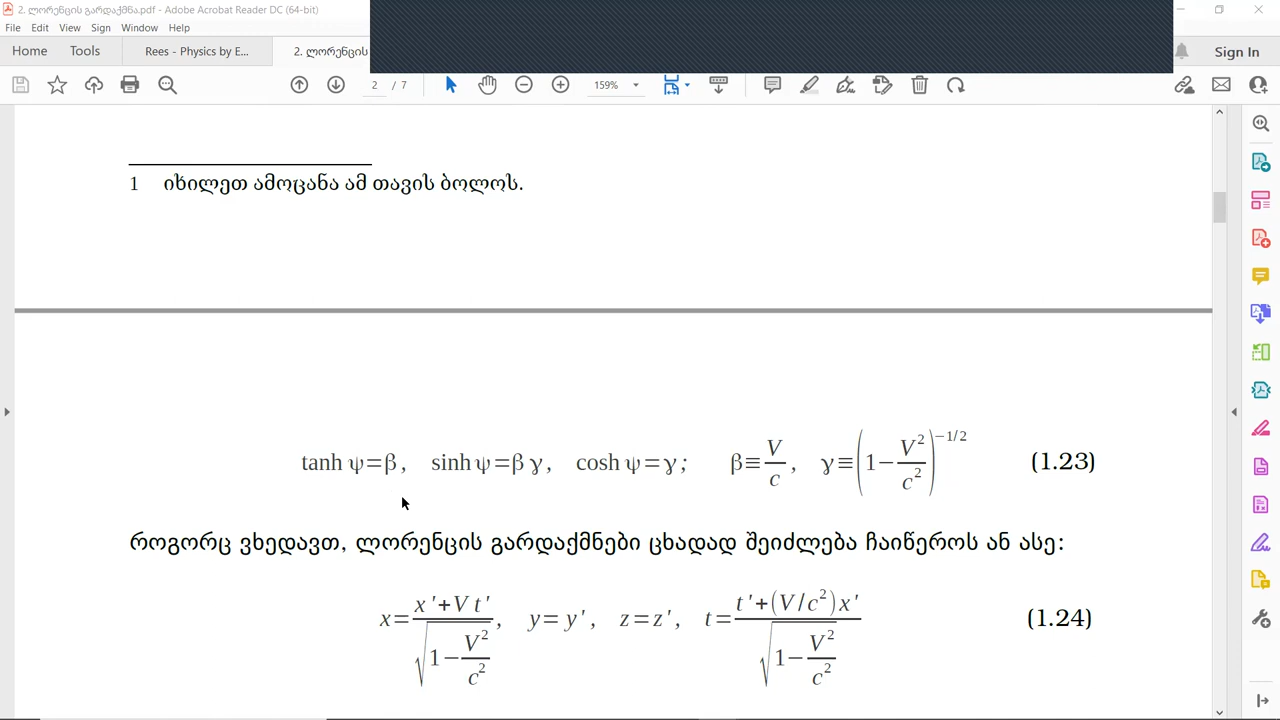 2. ლორენცის გარდაქმნა.pdf - Adobe Acrobat Reader DC (64-bit)
File Edit View Sign Window Help
Home Tools Rees - Physics by E... 2. ლორენცის Sign In
2 / 7 159%
1 იხილეთ ამოცანა ამ თავის ბოლოს.
tanh ψ=β, sinh ψ=β γ, cosh ψ=γ; β≡V/c, γ≡(1−V²/c²)^−1/2 (1.23)
როგორც ვხედავთ, ლორენცის გარდაქმნები ცხადად შეიძლება ჩაიწეროს ან ასე:
x=(x'+V t')/√(1−V²/c²), y=y', z=z', t=(t'+(V/c²)x')/√(1−V²/c²) (1.24)